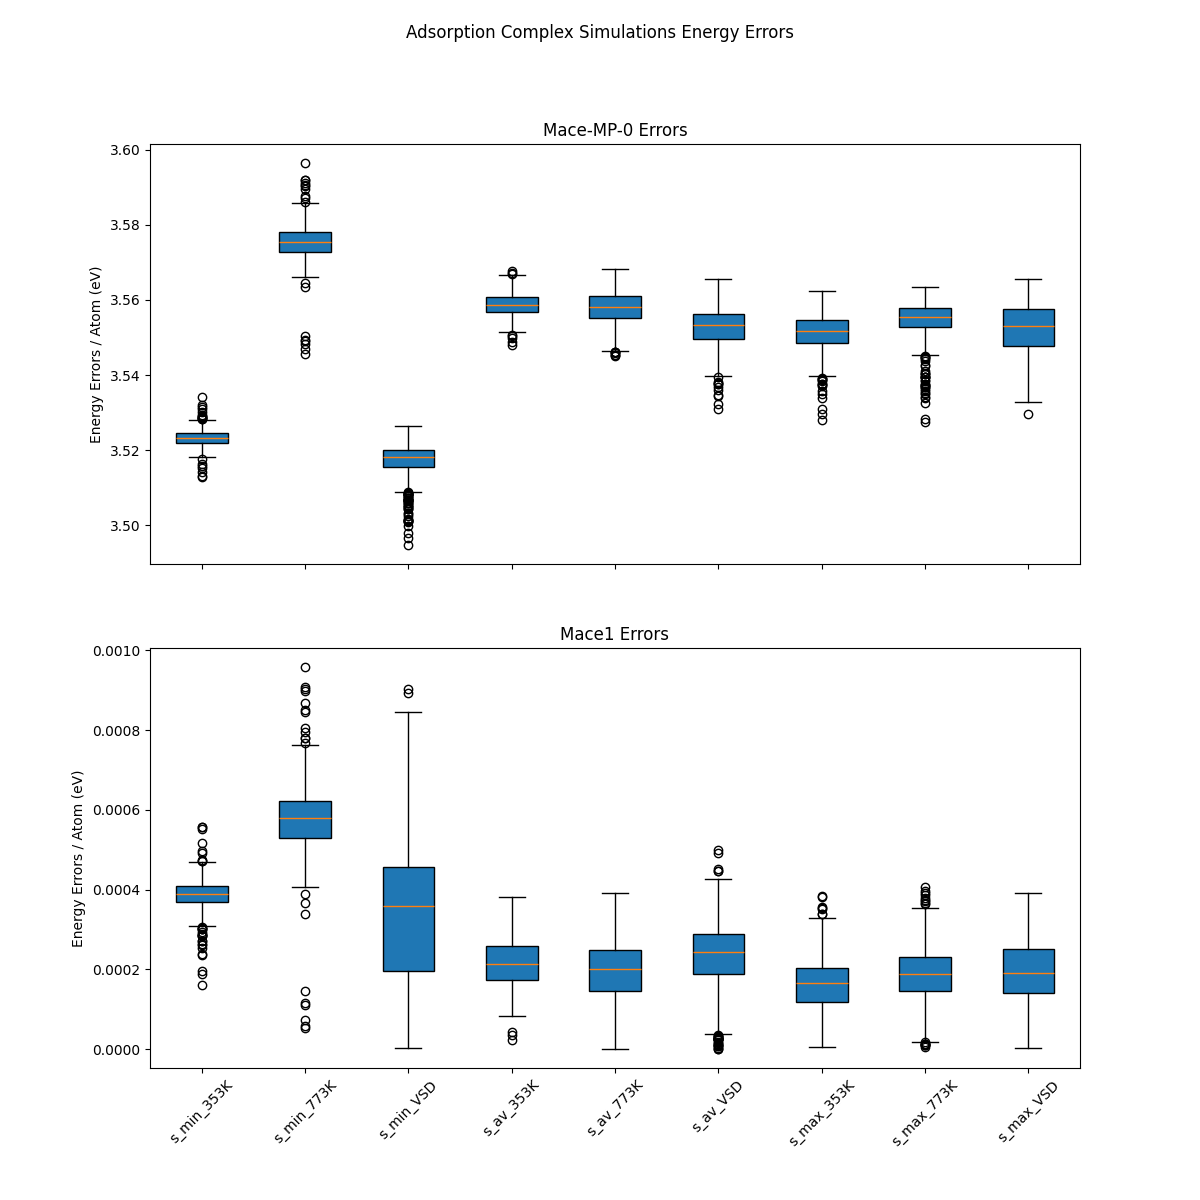 Adsorption Complex Simulations Energy Errors
Mace-MP-0 Errors
3.60
3.58
3.56
3.54
3.52
3.50
Energy Errors / Atom (eV)
Mace1 Errors
0.0010
0.0008
0.0006
0.0004
0.0002
0.0000
Energy Errors / Atom (eV)
s_min_353K
s_min_773K
s_min_VSD
s_av_353K
s_av_773K
s_av_VSD
s_max_353K
s_max_773K
s_max_VSD